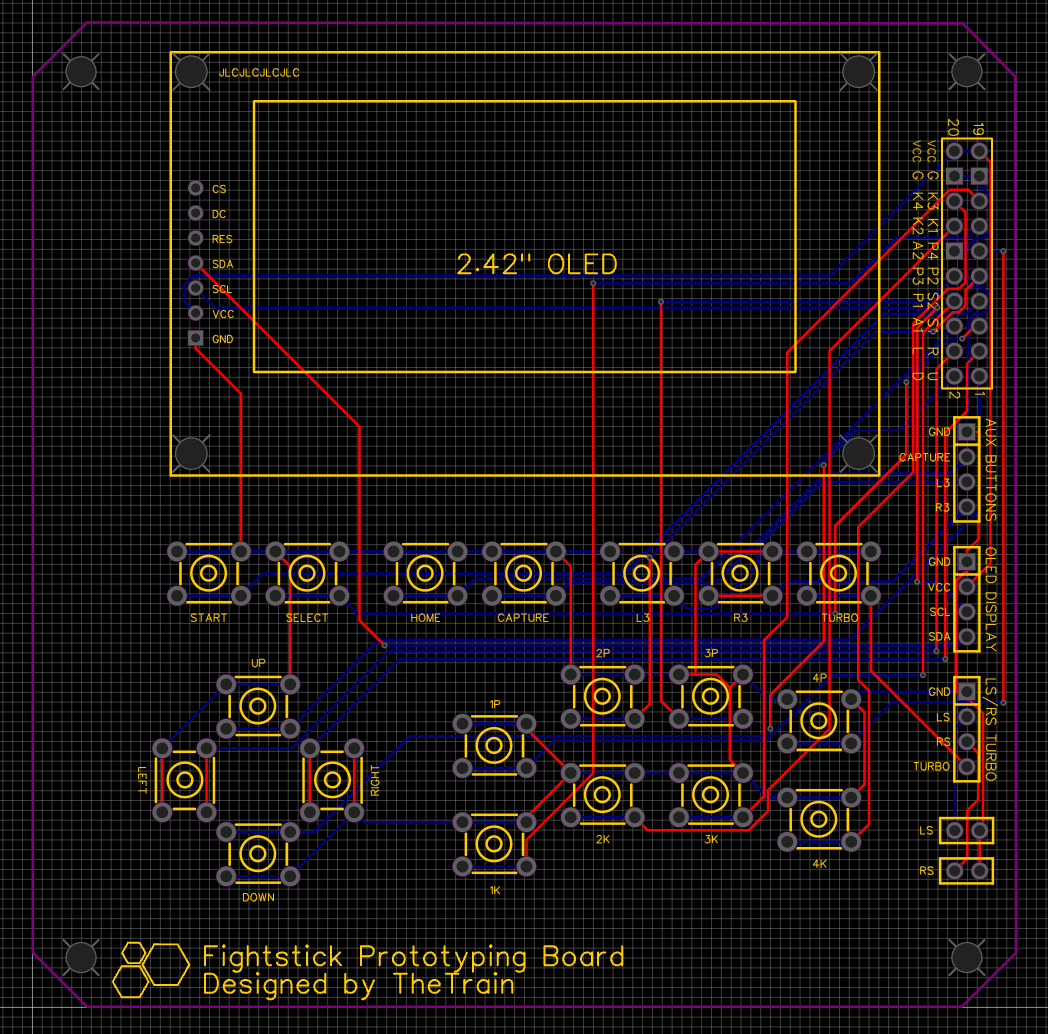 JLCJLCJLCJLC
20
19
VCC
VCC
CS
G
G
DC
K4
K3
RES
K2
K1
SDA
A2
P4
2.42" OLED
P3
P2
SCL
P1
S2
VCC
A1
S1
GND
L
R
D
U
2
1
GND
CAPTURE
L3
R3
AUX BUTTONS
GND
VCC
SCL
SDA
OLED DISPLAY
START
SELECT
HOME
CAPTURE
L3
R3
TURBO
UP
2P
3P
4P
GND
LS
RS
TURBO
LS/RS TURBO
1P
LEFT
RIGHT
LS
2K
3K
4K
RS
1K
DOWN
Fightstick Prototyping Board
Designed by TheTrain